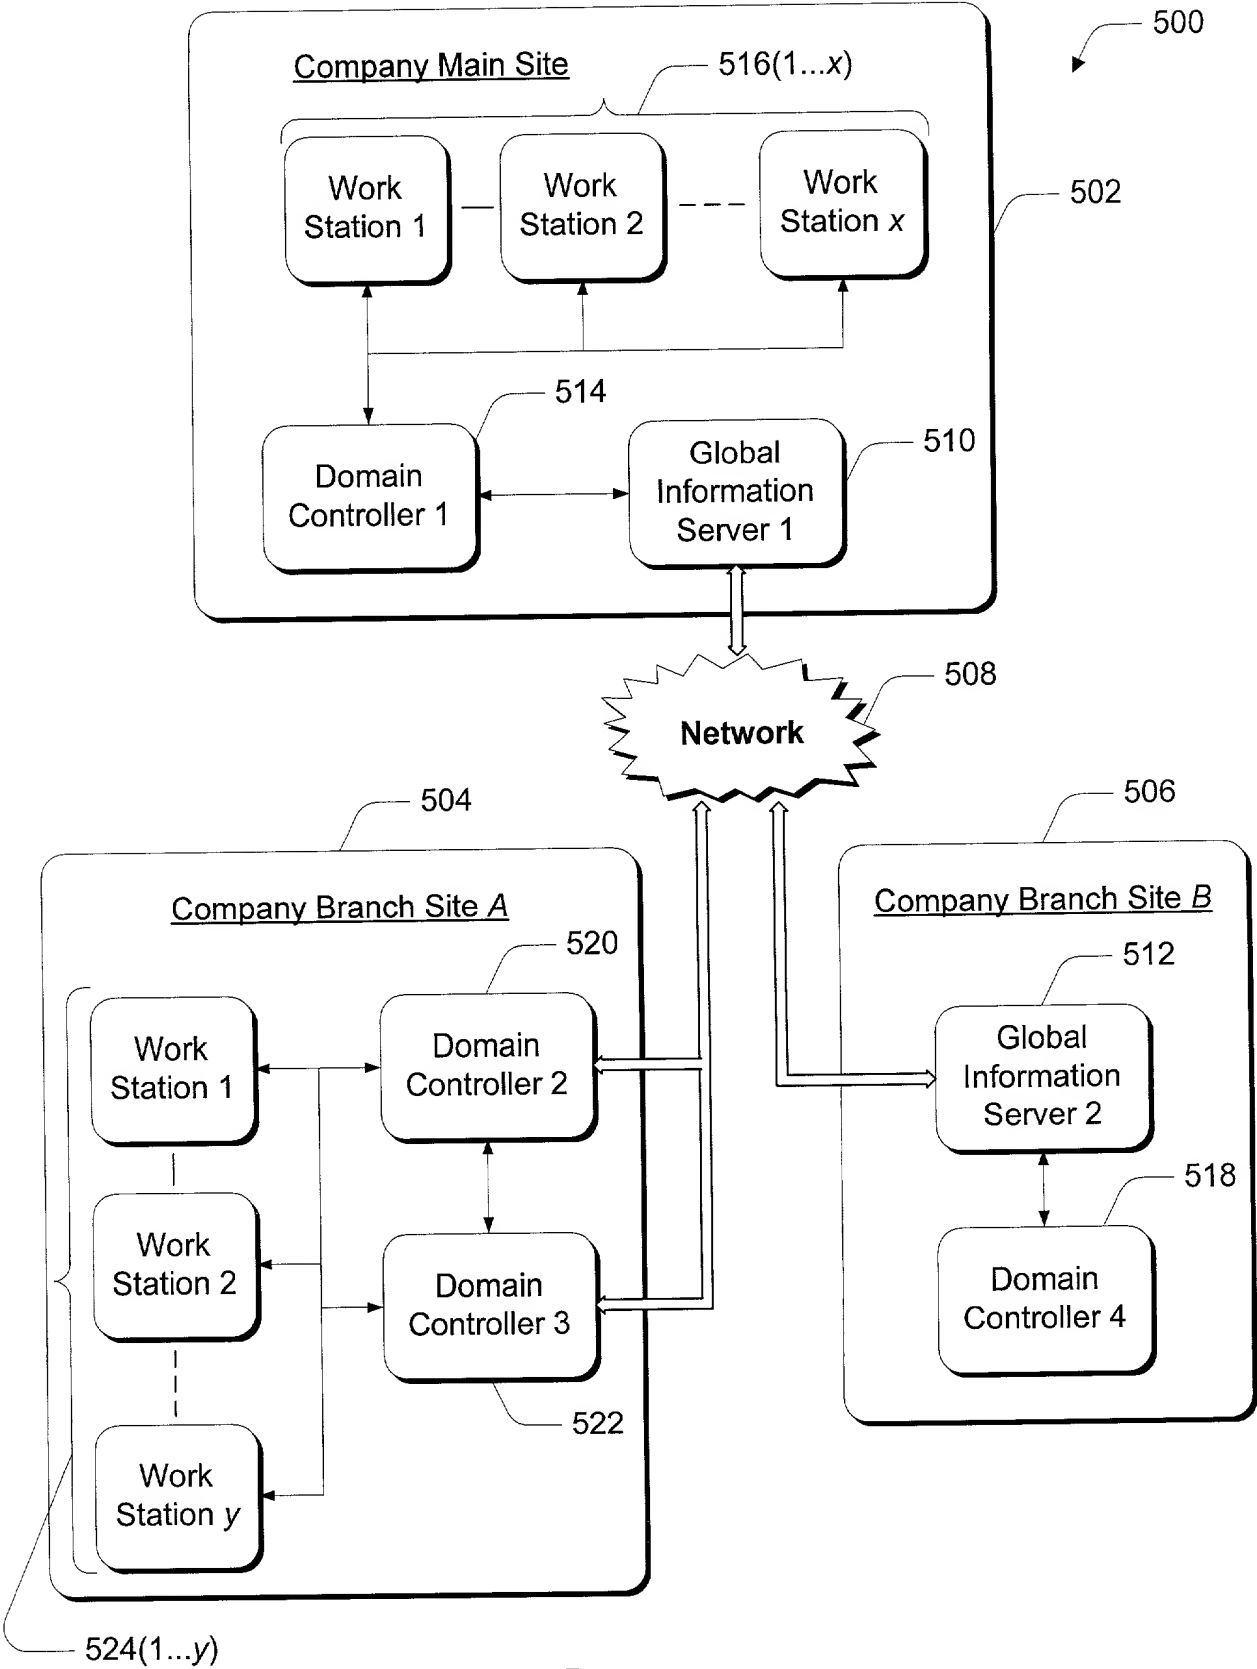 500
Company Main Site
516(1...x)
Work
Station 1
Work
Station 2
Work
Station x
502
514
510
Domain
Controller 1
Global
Information
Server 1
508
Network
504
506
Company Branch Site A
Company Branch Site B
520
512
Work
Station 1
Domain
Controller 2
Global
Information
Server 2
518
Work
Station 2
Domain
Controller 3
Domain
Controller 4
522
Work
Station y
524(1...y)